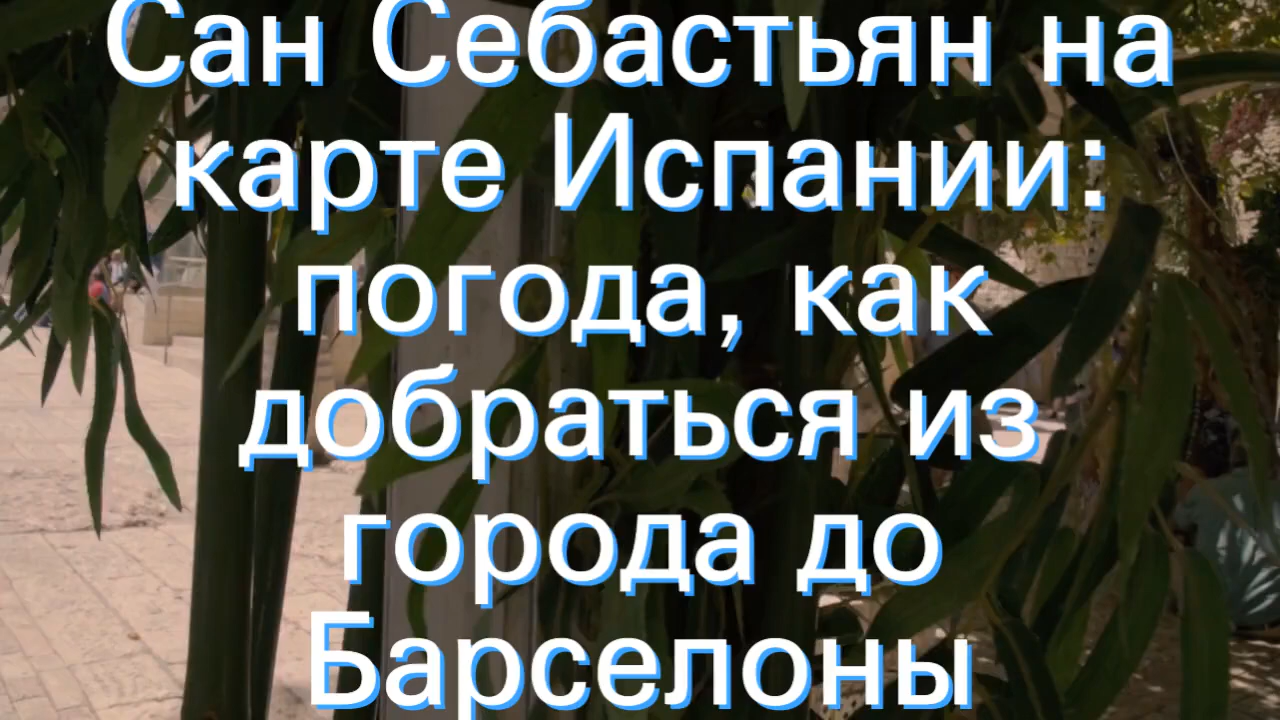 Сан Себастьян на
карте Испании:
погода, как
добраться из
города до
Барселоны